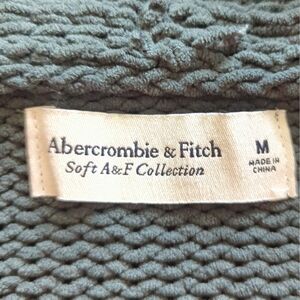 Abercrombie & Fitch
Soft A&F Collection
M
MADE IN
CHINA